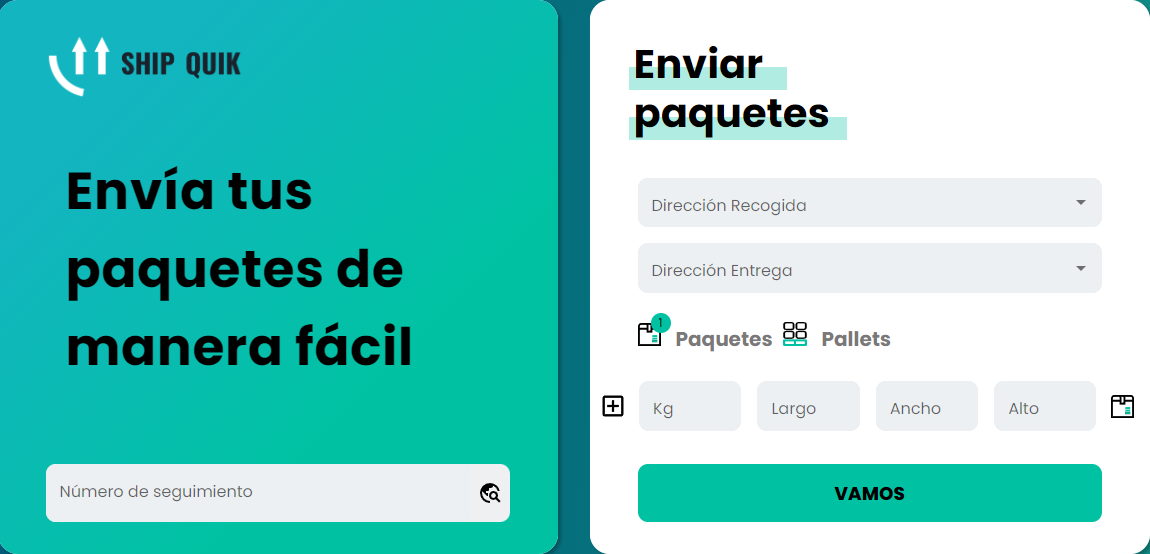 SHIP QUIK
Envía tus
paquetes de
manera fácil
Número de seguimiento
Enviar
paquetes
Dirección Recogida
Dirección Entrega
1
Paquetes Pallets
Kg Largo Ancho Alto
VAMOS